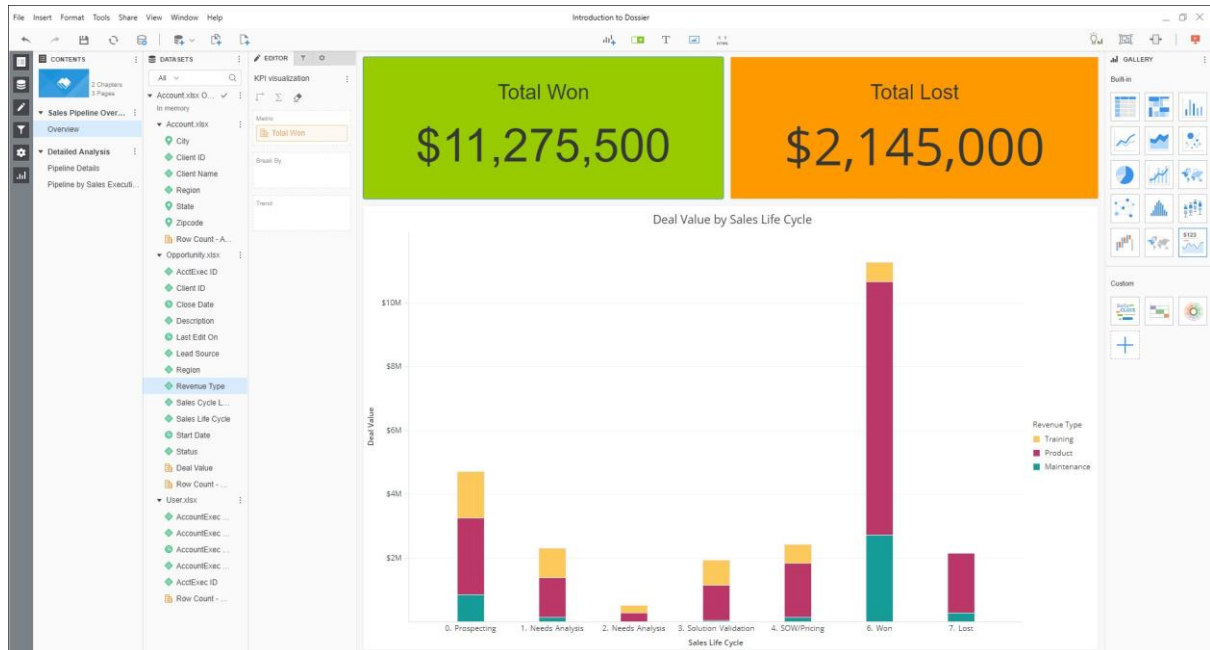 File Insert Format Tools Share View Window Help
Introduction to Dossier
T
HTML
CONTENTS
2 Chapters
3 Pages
Sales Pipeline Over...
Overview
Detailed Analysis
Pipeline Details
Pipeline by Sales Executi...
DATASETS
All
Account.xlsx O...
In memory
Account.xlsx
City
Client ID
Client Name
Region
State
Zipcode
Row Count - A...
Opportunity.xlsx
AcctExec ID
Client ID
Close Date
Description
Last Edit On
Lead Source
Region
Revenue Type
Sales Cycle L...
Sales Life Cycle
Start Date
Status
Deal Value
Row Count - ...
User.xlsx
AccountExec ...
AccountExec ...
AccountExec ...
AccountExec ...
AcctExec ID
Row Count - ...
EDITOR
KPI visualization
Metric
Total Won
Break By
Trend
Total Won
$11,275,500
Total Lost
$2,145,000
Deal Value by Sales Life Cycle
Deal Value
$10M
$8M
$6M
$4M
$2M
0. Prospecting 1. Needs Analysis 2. Needs Analysis 3. Solution Validation 4. SOW/Pricing 6. Won 7. Lost
Sales Life Cycle
Revenue Type
Training
Product
Maintenance
GALLERY
Built-in
$123
Custom